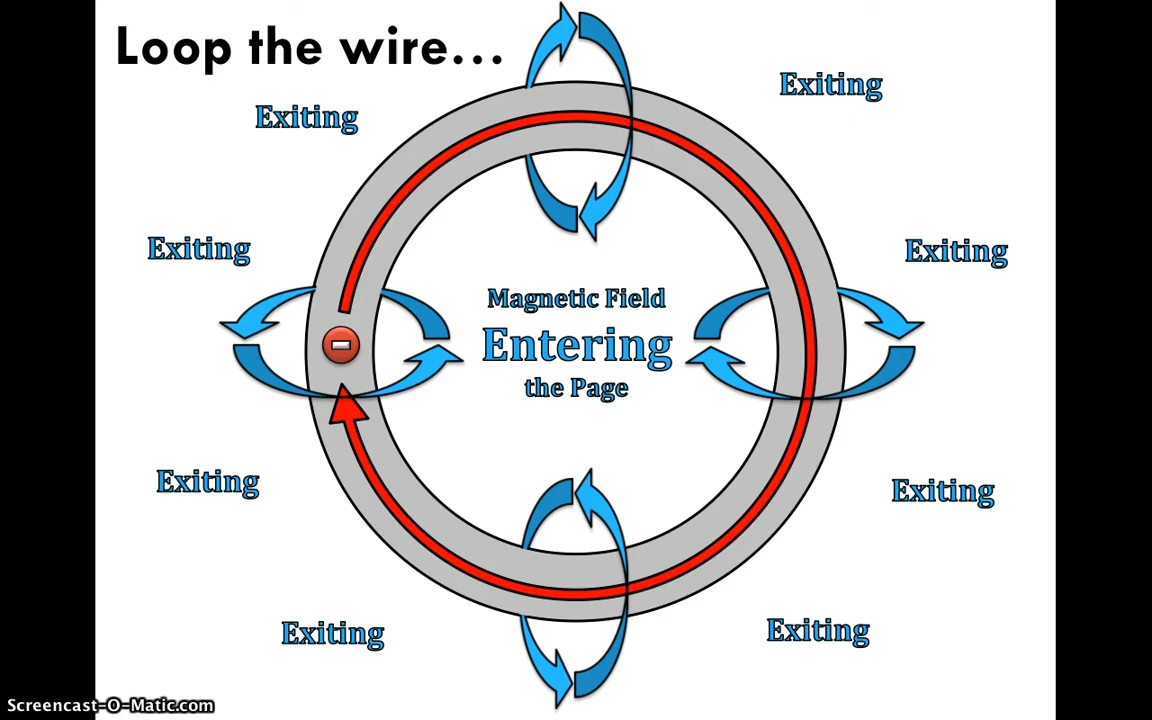 Loop the wire...
Exiting
Exiting
Exiting
Exiting
Magnetic Field
Entering
the Page
Exiting
Exiting
Exiting
Exiting
Screencast-O-Matic.com